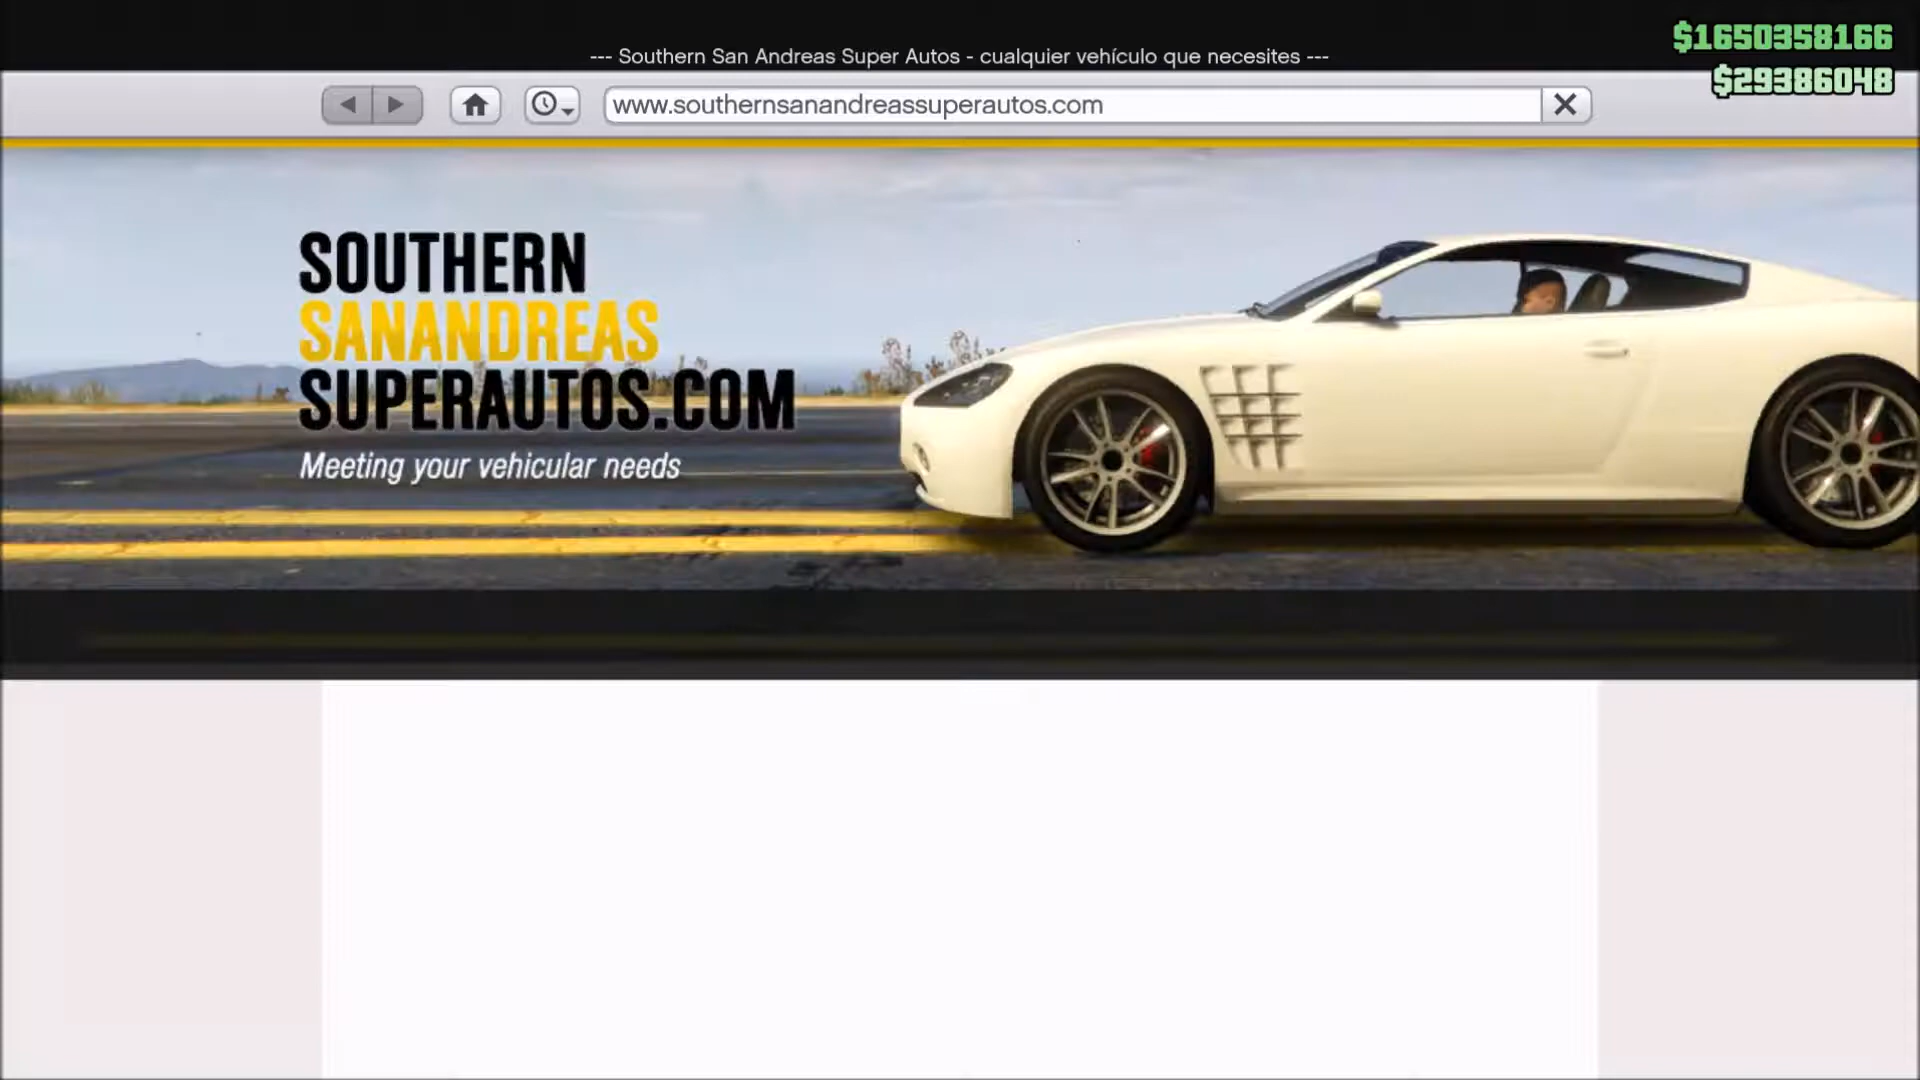 $1650358166
--- Southern San Andreas Super Autos - cualquier vehículo que necesites ---
$29386048
www.southernsanandreassuperautos.com
SOUTHERN
SANANDREAS
SUPERAUTOS.COM
Meeting your vehicular needs